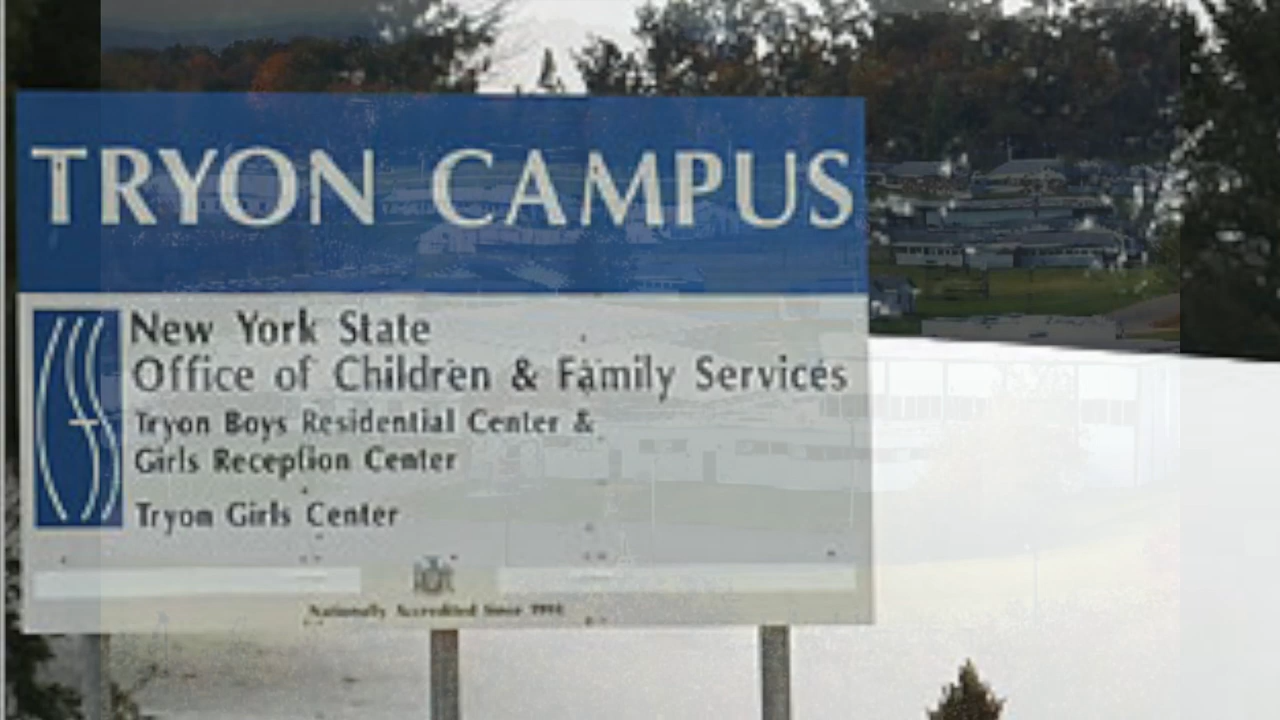 TRYON CAMPUS
New York State
Office of Children & Family Services
Tryon Boys Residential Center &
Girls Reception Center
Tryon Girls Center
Nationally Accredited Since